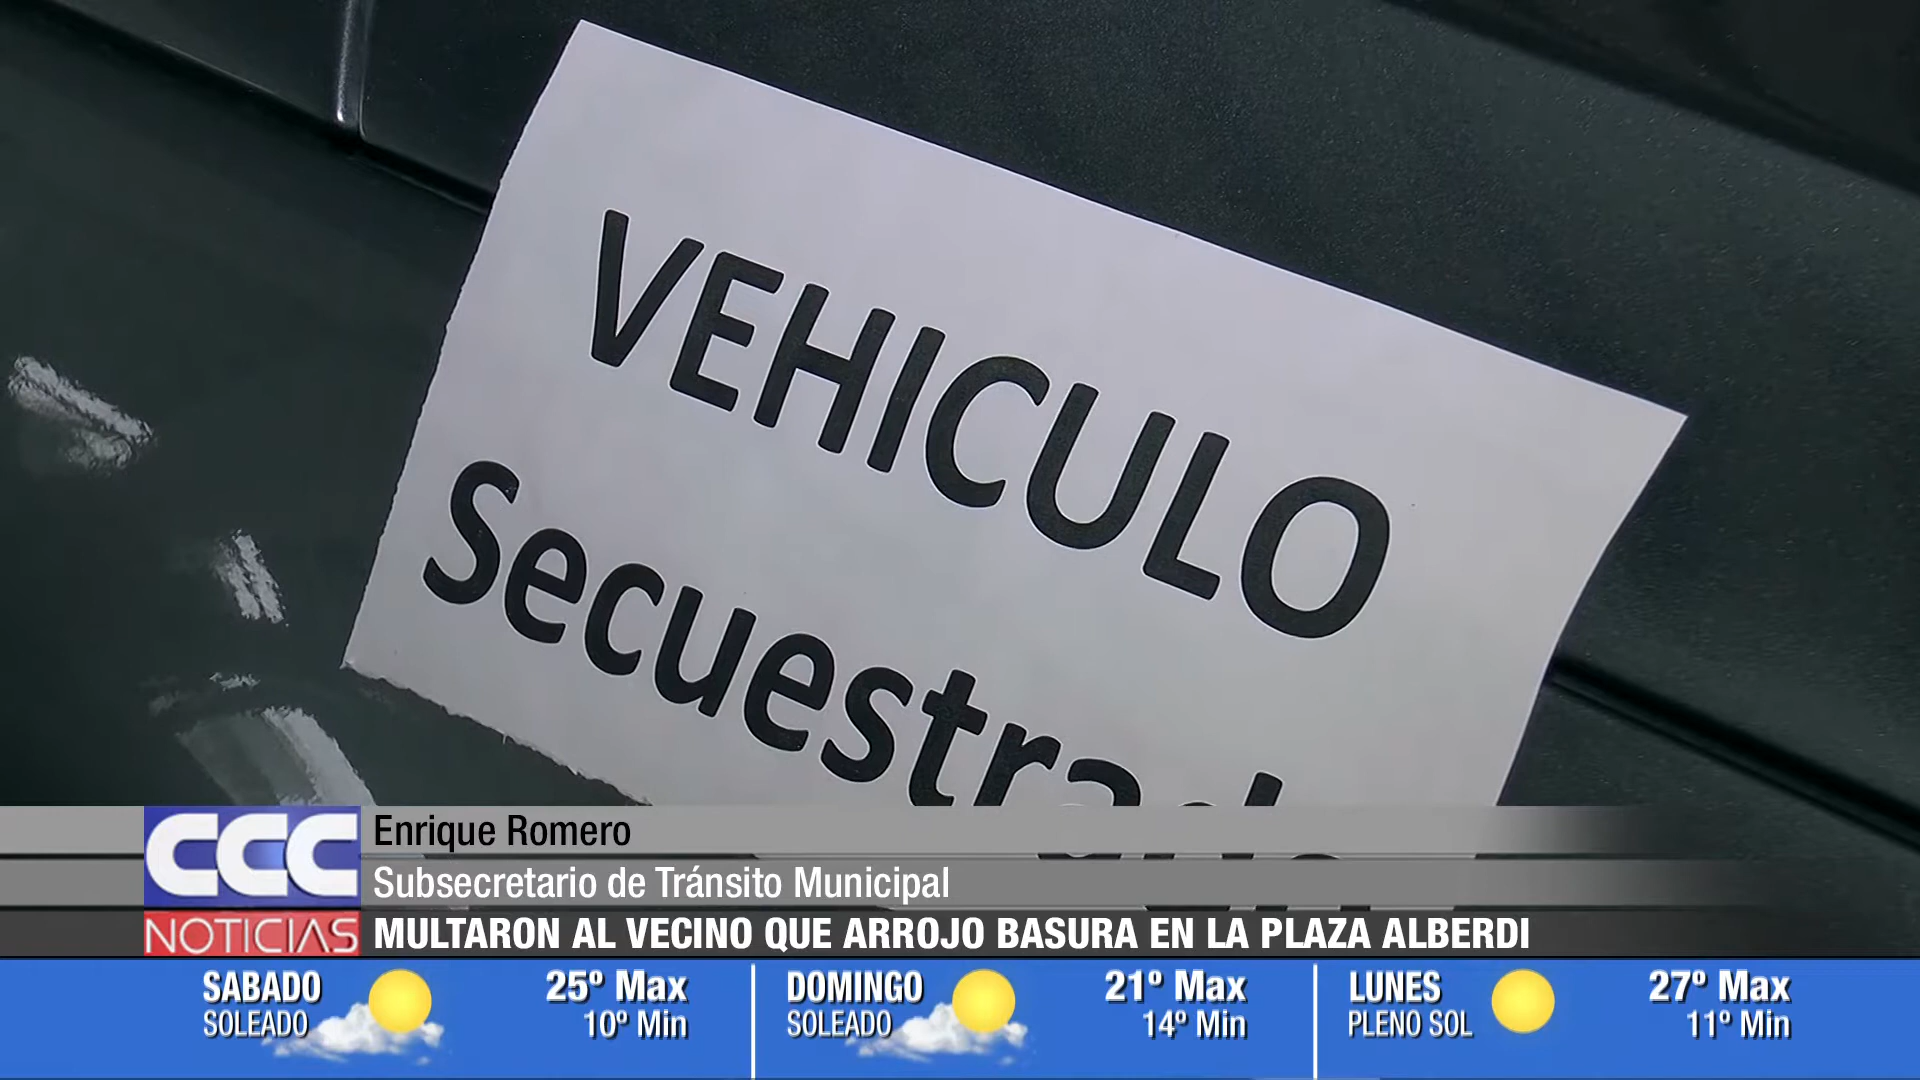 VEHICULO
Secuestrado
CCC
NOTICIAS
Enrique Romero
Subsecretario de Tránsito Municipal
MULTARON AL VECINO QUE ARROJO BASURA EN LA PLAZA ALBERDI
SABADO
SOLEADO
25º Max
10º Min
DOMINGO
SOLEADO
21º Max
14º Min
LUNES
PLENO SOL
27º Max
11º Min